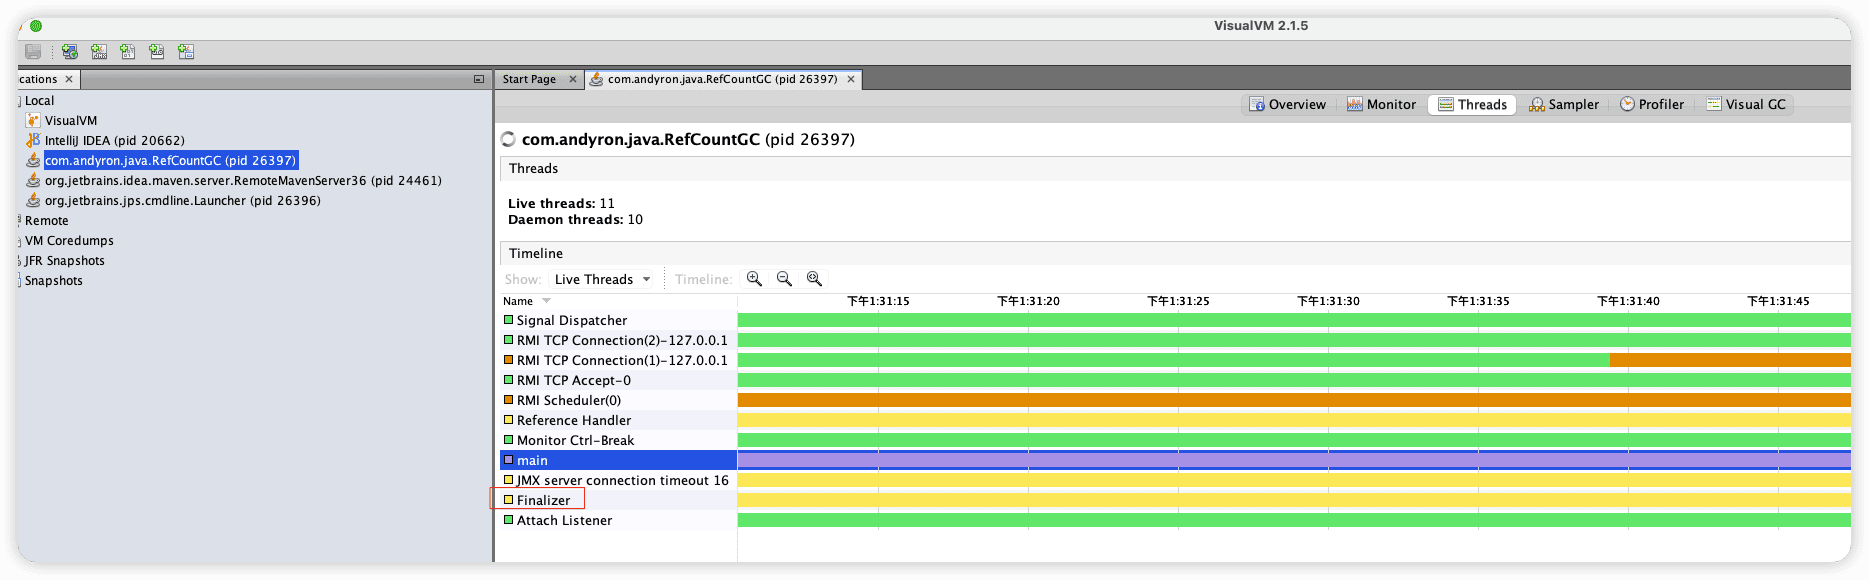 VisualVM 2.1.5
cations ×
Start Page × com.andyron.java.RefCountGC (pid 26397) ×
Local
VisualVM
IntelliJ IDEA (pid 20662)
com.andyron.java.RefCountGC (pid 26397)
org.jetbrains.idea.maven.server.RemoteMavenServer36 (pid 24461)
org.jetbrains.jps.cmdline.Launcher (pid 26396)
Remote
VM Coredumps
JFR Snapshots
Snapshots
Overview Monitor Threads Sampler Profiler Visual GC
com.andyron.java.RefCountGC (pid 26397)
Threads
Live threads: 11
Daemon threads: 10
Timeline
Show: Live Threads Timeline:
Name 下午1:31:15 下午1:31:20 下午1:31:25 下午1:31:30 下午1:31:35 下午1:31:40 下午1:31:45
Signal Dispatcher
RMI TCP Connection(2)-127.0.0.1
RMI TCP Connection(1)-127.0.0.1
RMI TCP Accept-0
RMI Scheduler(0)
Reference Handler
Monitor Ctrl-Break
main
JMX server connection timeout 16
Finalizer
Attach Listener